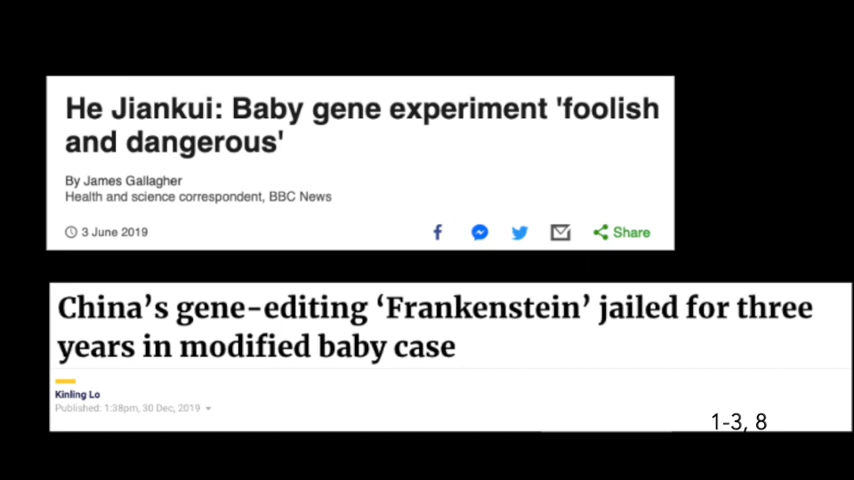 He Jiankui: Baby gene experiment 'foolish
and dangerous'
By James Gallagher
Health and science correspondent, BBC News
3 June 2019
Share
China’s gene-editing ‘Frankenstein’ jailed for three
years in modified baby case
Kinling Lo
Published: 1:38pm, 30 Dec, 2019
1-3, 8